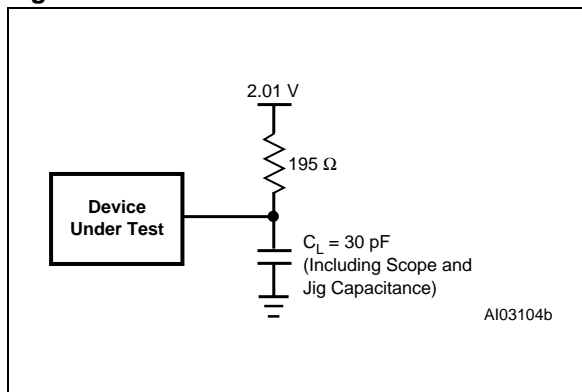 2.01 V
195 Ω
Device
Under Test
C_L = 30 pF
(Including Scope and
Jig Capacitance)
AI03104b